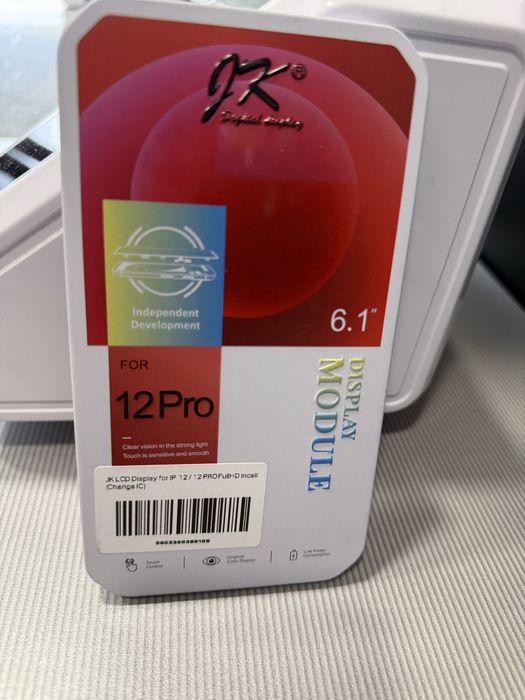 JK®
Digital display
Independent
Development
6.1"
FOR
12Pro
Clear vision in the strong light
Touch is sensitive and smooth
DISPLAY
MODULE
JK LCD Display for IP 12 / 12 PRO FullHD Incell
(Change IC)
Touch
Control
Original
Color Display
Low Power
Consumption